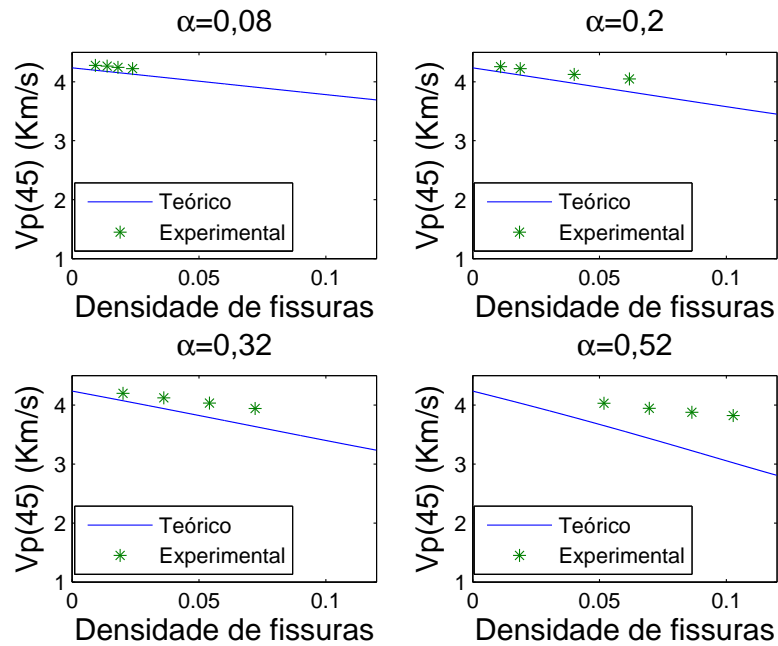 α=0,08
Vp(45) (Km/s)
4
3
2
1
Teórico
Experimental
0
0.05
0.1
Densidade de fissuras
α=0,2
Vp(45) (Km/s)
4
3
2
1
Teórico
Experimental
0
0.05
0.1
Densidade de fissuras
α=0,32
Vp(45) (Km/s)
4
3
2
1
Teórico
Experimental
0
0.05
0.1
Densidade de fissuras
α=0,52
Vp(45) (Km/s)
4
3
2
1
Teórico
Experimental
0
0.05
0.1
Densidade de fissuras